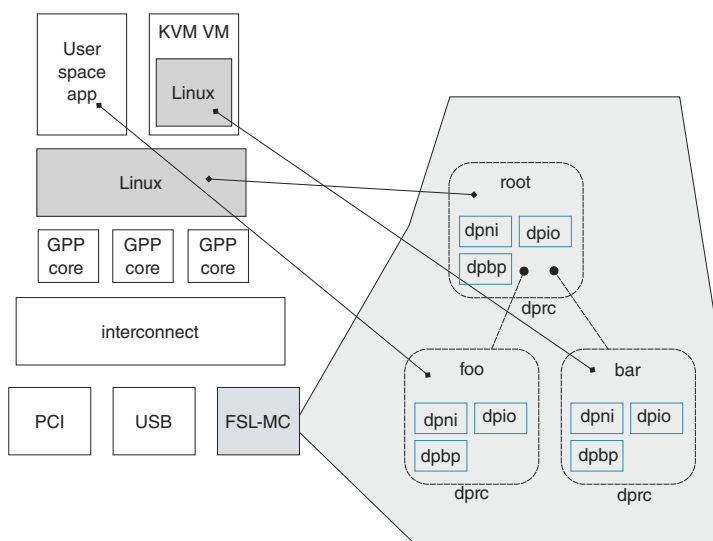 User
space
app
KVM VM
Linux
Linux
GPP
core
GPP
core
GPP
core
interconnect
PCI
USB
FSL-MC
root
dpni
dpio
dpbp
dprc
foo
dpni
dpio
dpbp
dprc
bar
dpni
dpio
dpbp
dprc